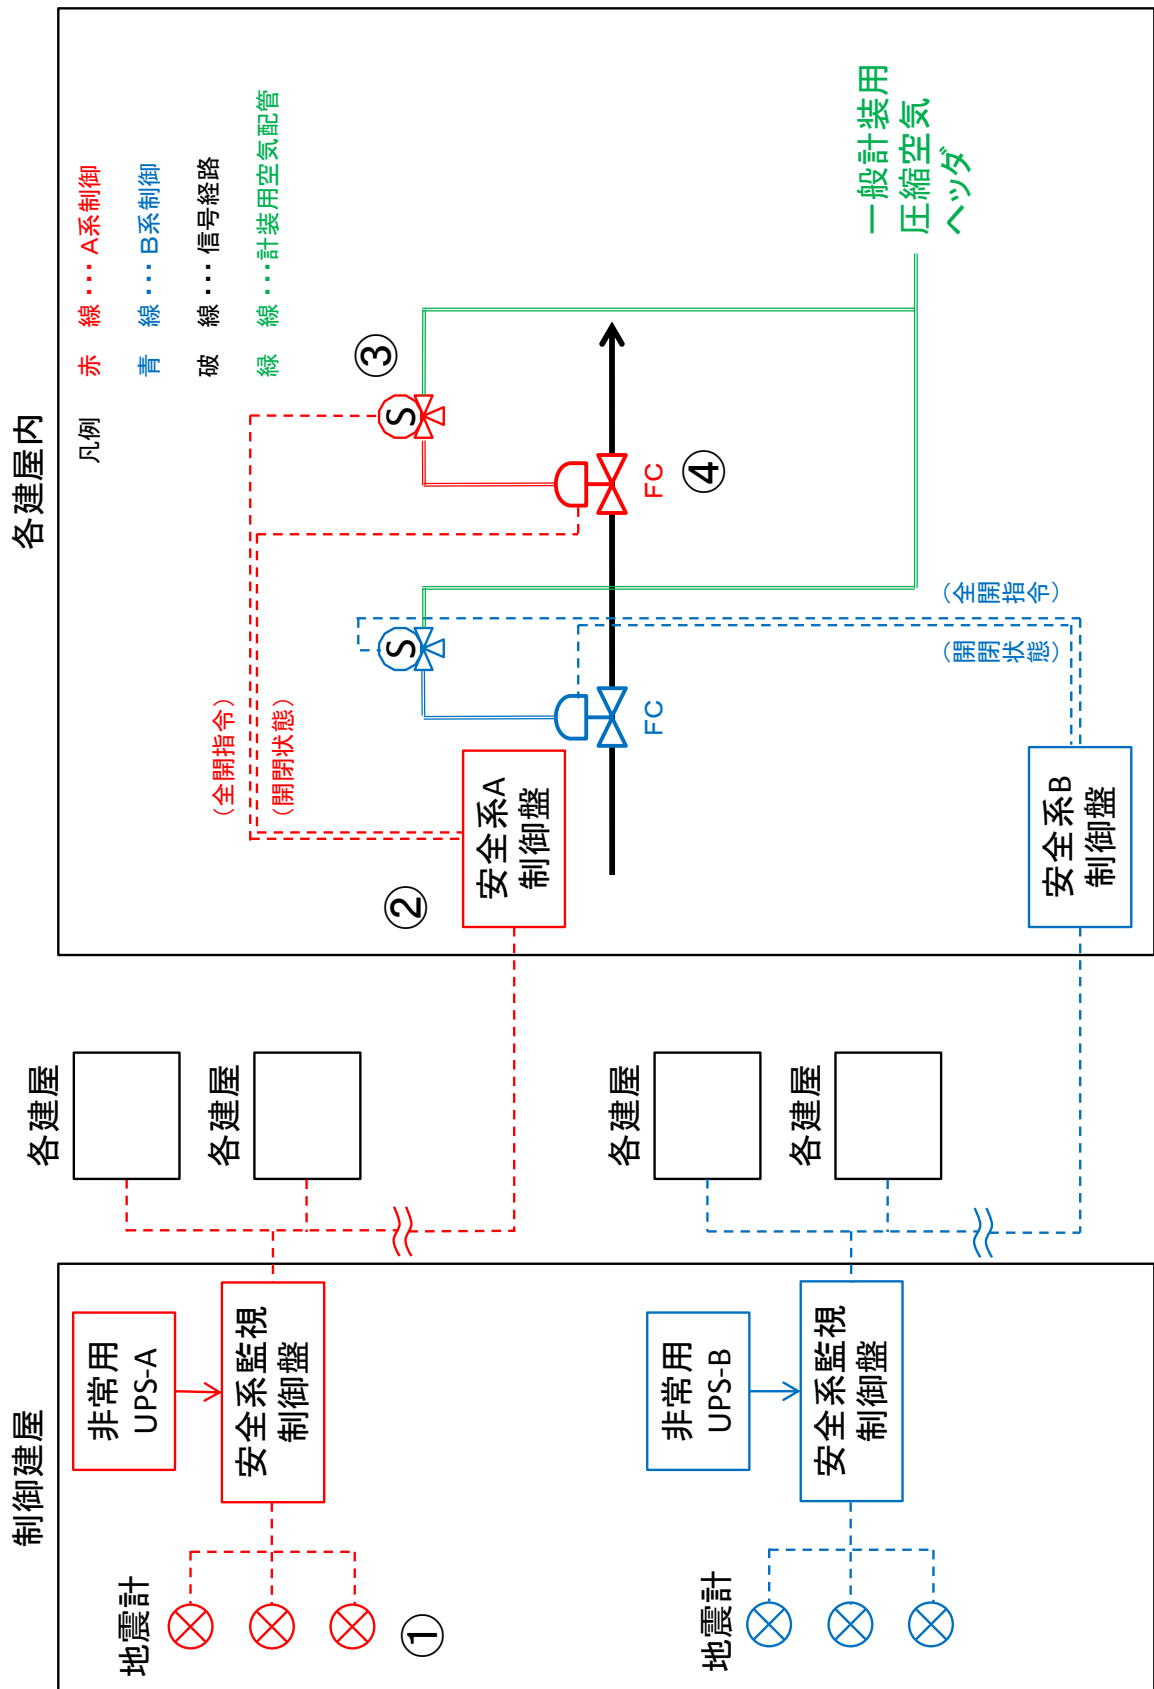 制御建屋
各建屋内
非常用
UPS-A
安全系監視
制御盤
地震計
①
各建屋
各建屋
非常用
UPS-B
安全系監視
制御盤
地震計
各建屋
各建屋
凡例
赤 線・・・A系制御
青 線・・・B系制御
破 線・・・信号経路
緑 線・・・計装用空気配管
(全開指令)
(開閉状態)
②
安全系A
制御盤
S
S
③
FC
FC
④
一般計装用
圧縮空気
ヘッダ
(全開指令)
(開閉状態)
安全系B
制御盤